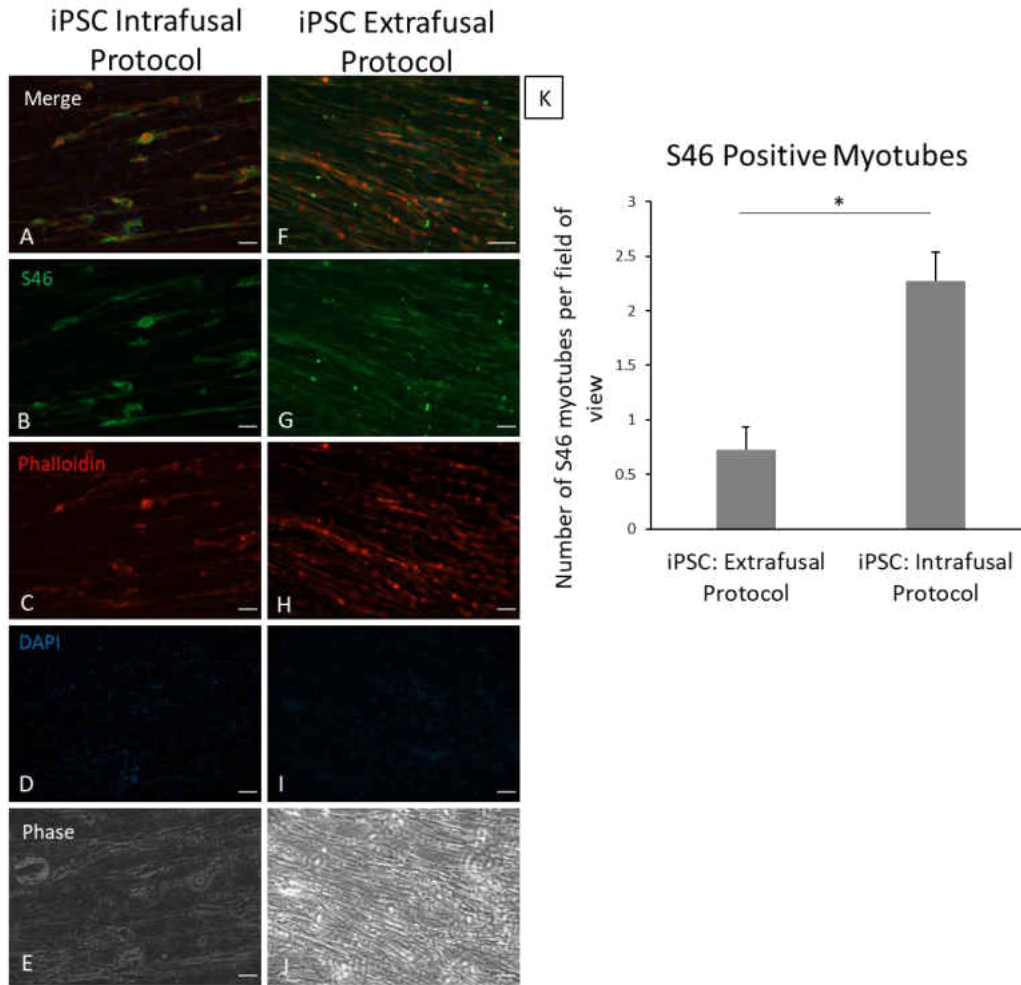 iPSC Intrafusal
Protocol
iPSC Extrafusal
Protocol
Merge
A
F
S46
B
G
Phalloidin
C
H
DAPI
D
I
Phase
E
J
K
S46 Positive Myotubes
*
Number of S46 myotubes per field of
view
3
2.5
2
1.5
1
0.5
0
iPSC: Extrafusal
Protocol
iPSC: Intrafusal
Protocol